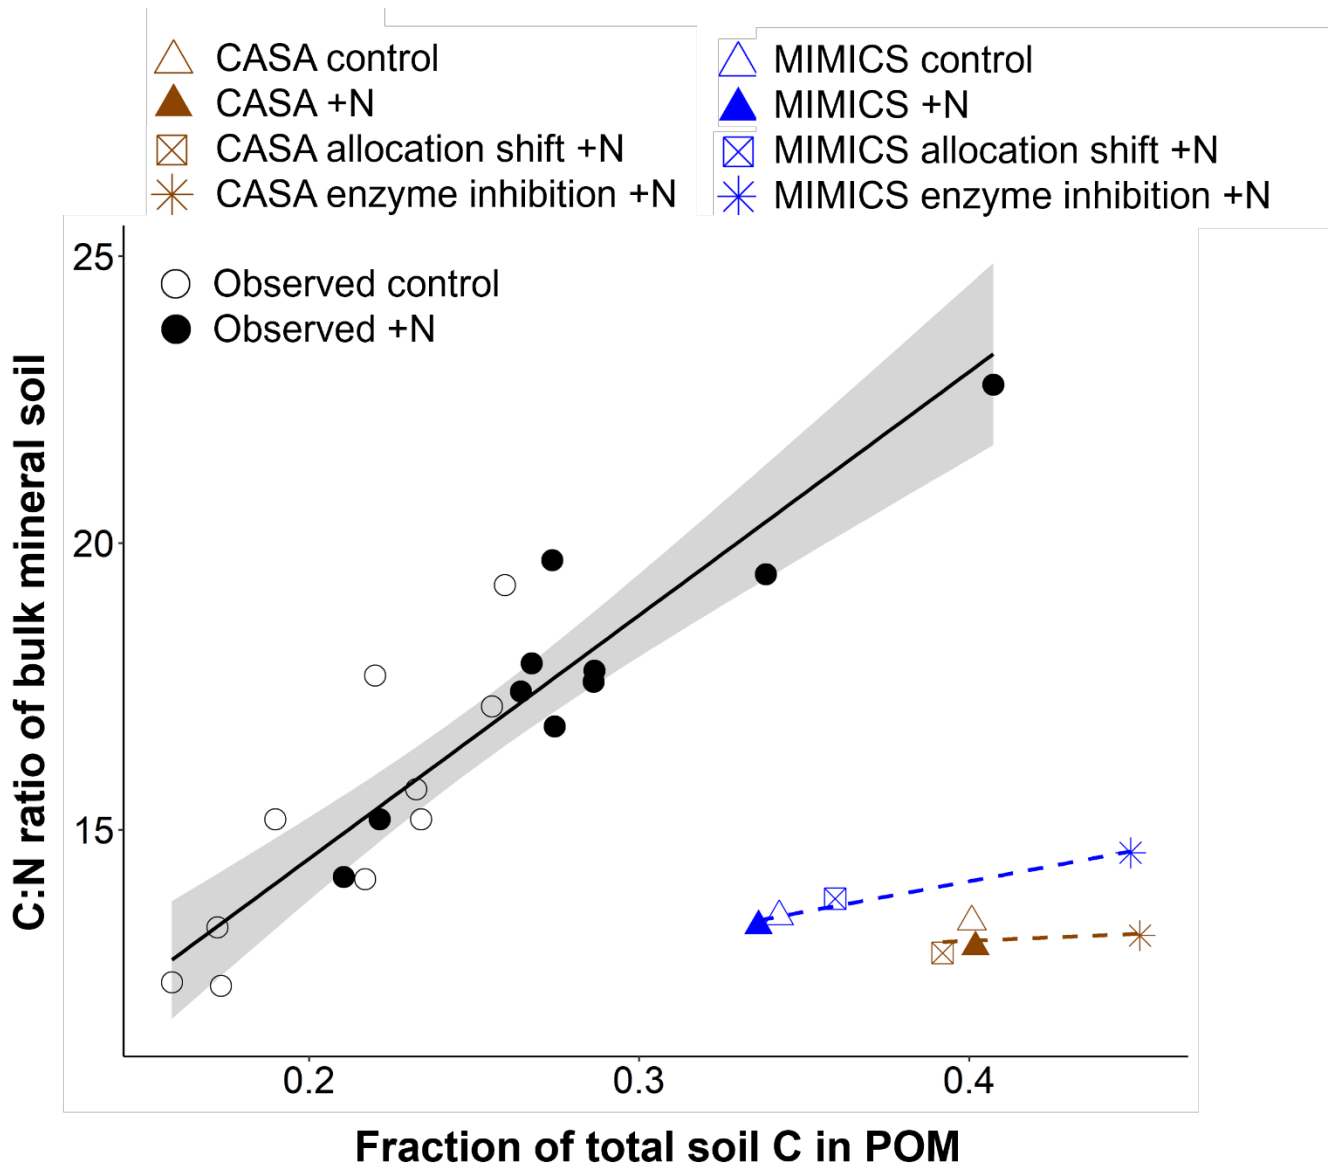 CASA control
CASA +N
CASA allocation shift +N
CASA enzyme inhibition +N
MIMICS control
MIMICS +N
MIMICS allocation shift +N
MIMICS enzyme inhibition +N
Observed control
Observed +N
C:N ratio of bulk mineral soil
25
20
15
0.2
0.3
0.4
Fraction of total soil C in POM